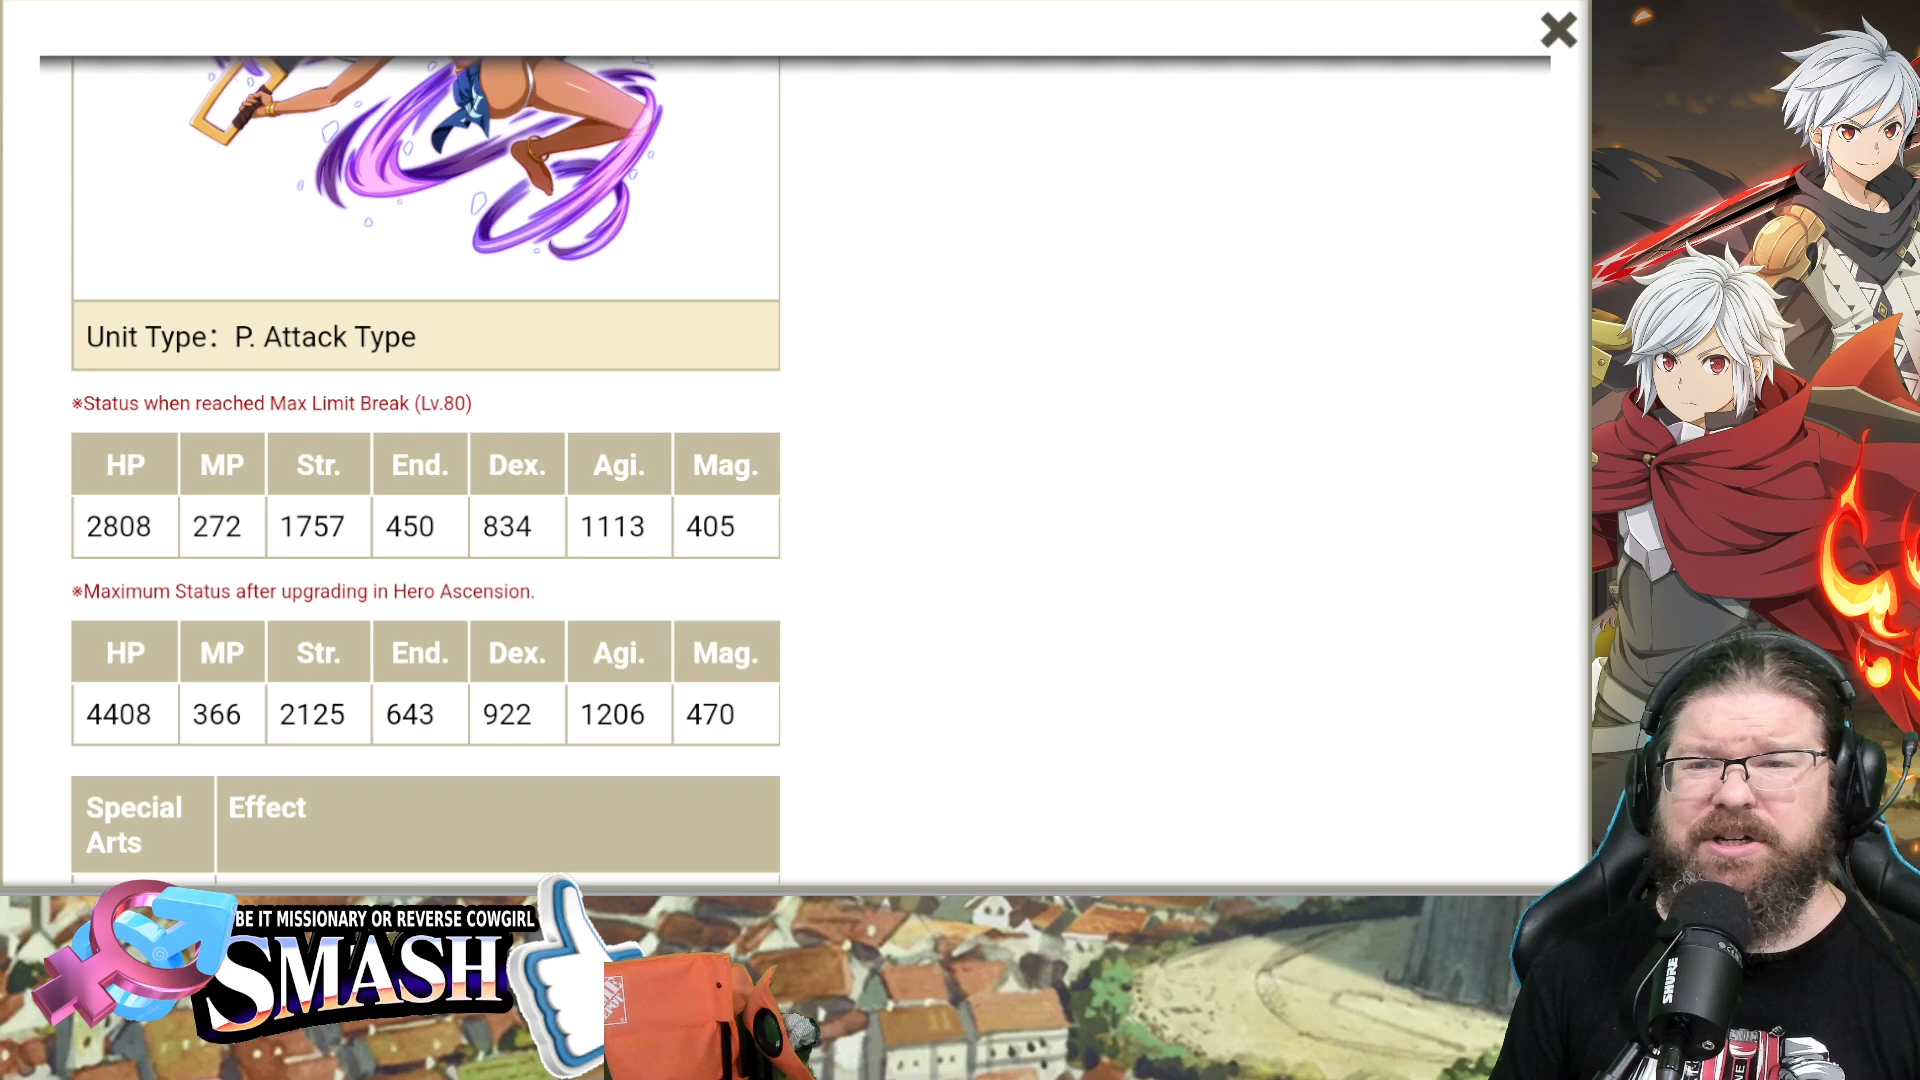 Unit Type： P. Attack Type
※Status when reached Max Limit Break (Lv.80)
HP MP Str. End. Dex. Agi. Mag.
2808 272 1757 450 834 1113 405
※Maximum Status after upgrading in Hero Ascension.
HP MP Str. End. Dex. Agi. Mag.
4408 366 2125 643 922 1206 470
Special Arts Effect
BE IT MISSIONARY OR REVERSE COWGIRL
SMASH
SHURE